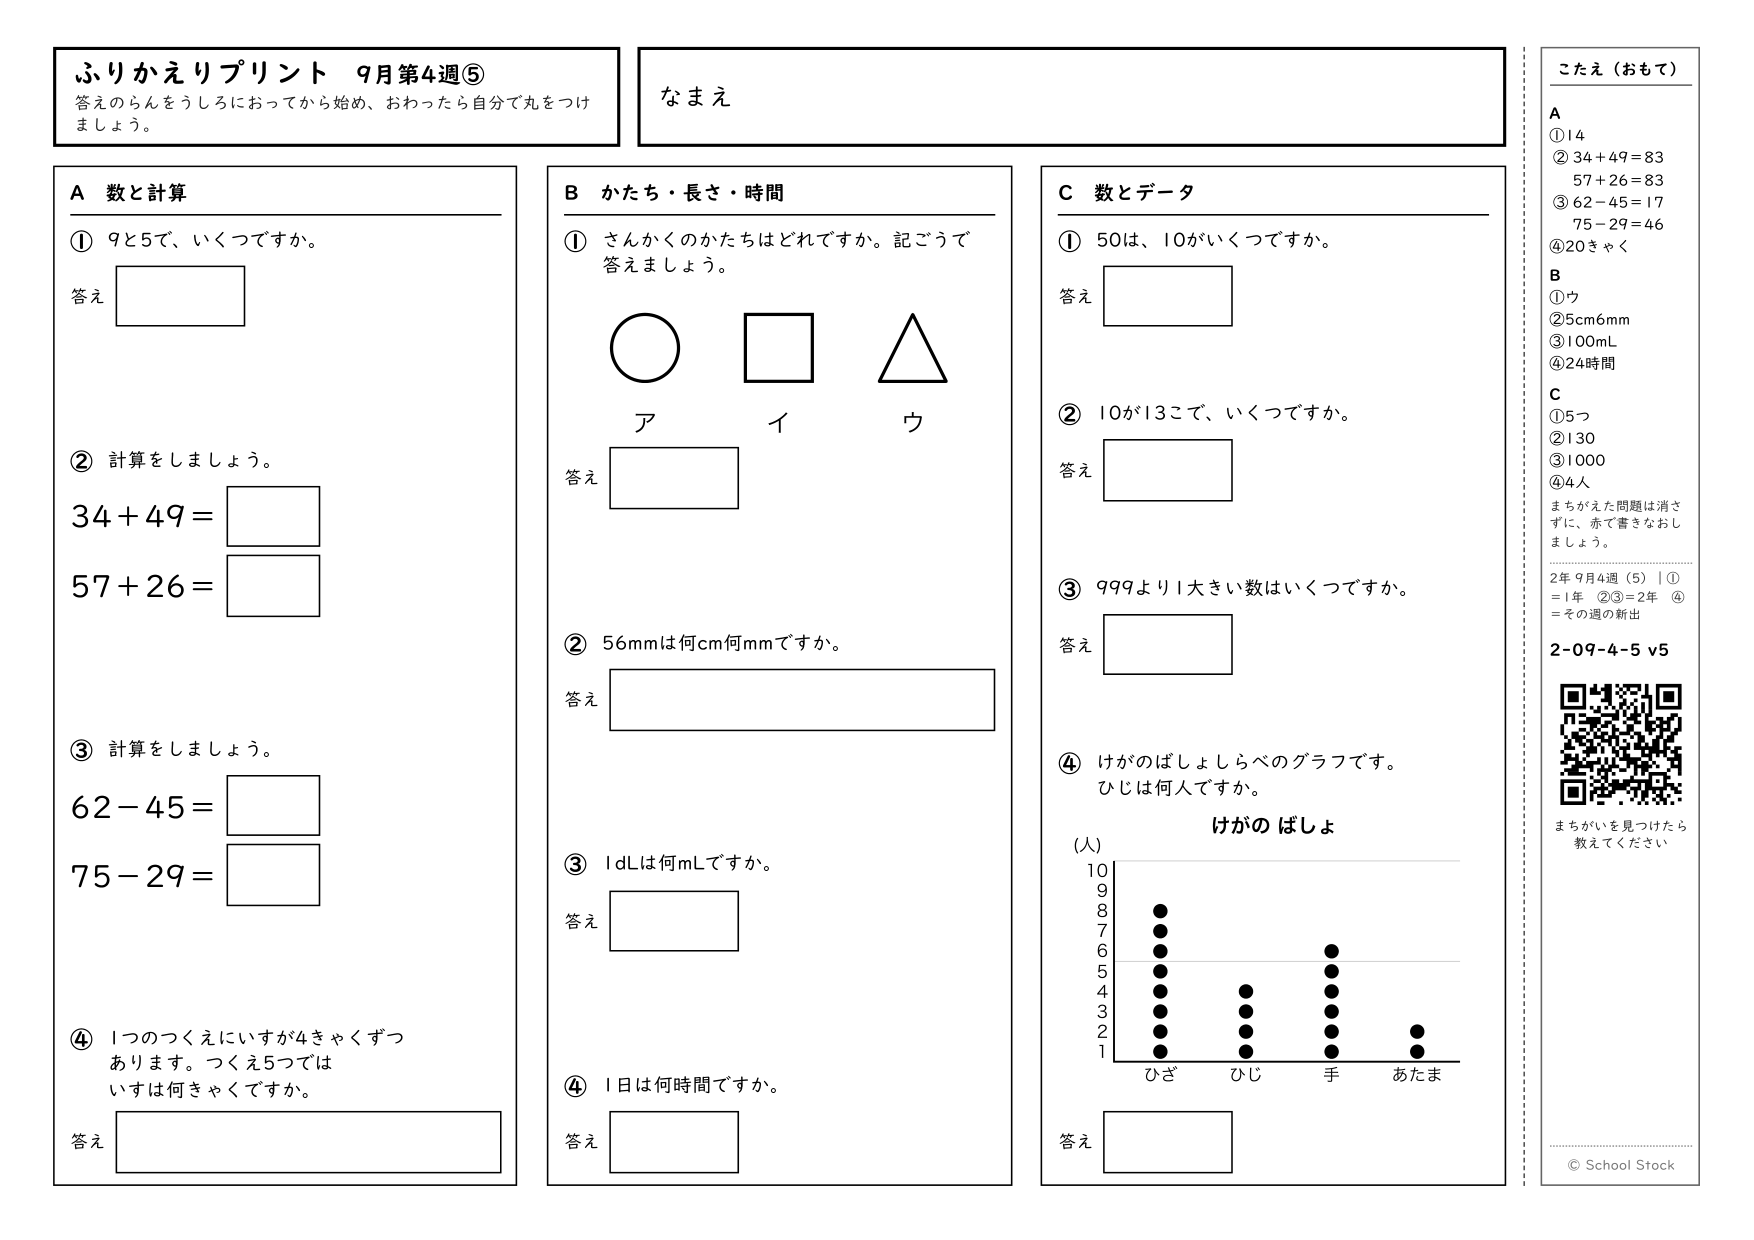 ふりかえりプリント　9月第4週⑤
答えのらんをうしろにおってから始め、おわったら自分で丸をつけ
ましょう。
なまえ
A　数と計算
① 9と5で、いくつですか。
答え
② 計算をしましょう。
34＋49＝
57＋26＝
③ 計算をしましょう。
62－45＝
75－29＝
④ 1つのつくえにいすが4きゃくずつ
あります。つくえ5つでは
いすは何きゃくですか。
答え
B　かたち・長さ・時間
① さんかくのかたちはどれですか。記ごうで
答えましょう。
ア　イ　ウ
答え
② 56mmは何cm何mmですか。
答え
③ 1dLは何mLですか。
答え
④ 1日は何時間ですか。
答え
C　数とデータ
① 50は、10がいくつですか。
答え
② 10が13こで、いくつですか。
答え
③ 999より1大きい数はいくつですか。
答え
④ けがのばしょしらべのグラフです。
ひじは何人ですか。
けがの ばしょ
(人)
10
9
8
7
6
5
4
3
2
1
ひざ　ひじ　手　あたま
答え
こたえ（おもて）
A
①14
② 34＋49＝83
57＋26＝83
③ 62－45＝17
75－29＝46
④20きゃく
B
①ウ
②5cm6mm
③100mL
④24時間
C
①5つ
②130
③1000
④4人
まちがえた問題は消さ
ずに、赤で書きなおし
ましょう。
2年 9月4週（5）｜①
＝1年　②③＝2年　④
＝その週の新出
2-09-4-5 v5
まちがいを見つけたら
教えてください
© School Stock